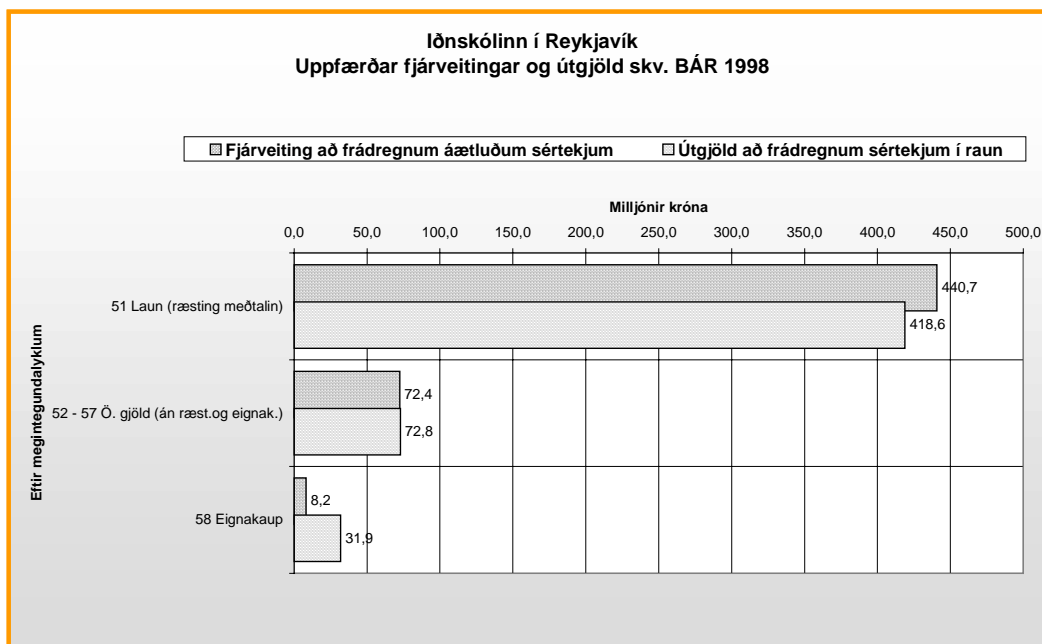 Iðnskólinn í Reykjavík
Uppfærðar fjárveitingar og útgjöld skv. BÁR 1998
Fjárveiting að frádregnum áætluðum sértekjum
Útgjöld að frádregnum sértekjum í raun
Milljónir króna
0,0 50,0 100,0 150,0 200,0 250,0 300,0 350,0 400,0 450,0 500,0
Eftir megintegundalyklum
51 Laun (ræsting meðtalin)
440,7
418,6
52 - 57 Ö. gjöld (án ræst.og eignak.)
72,4
72,8
58 Eignakaup
8,2
31,9